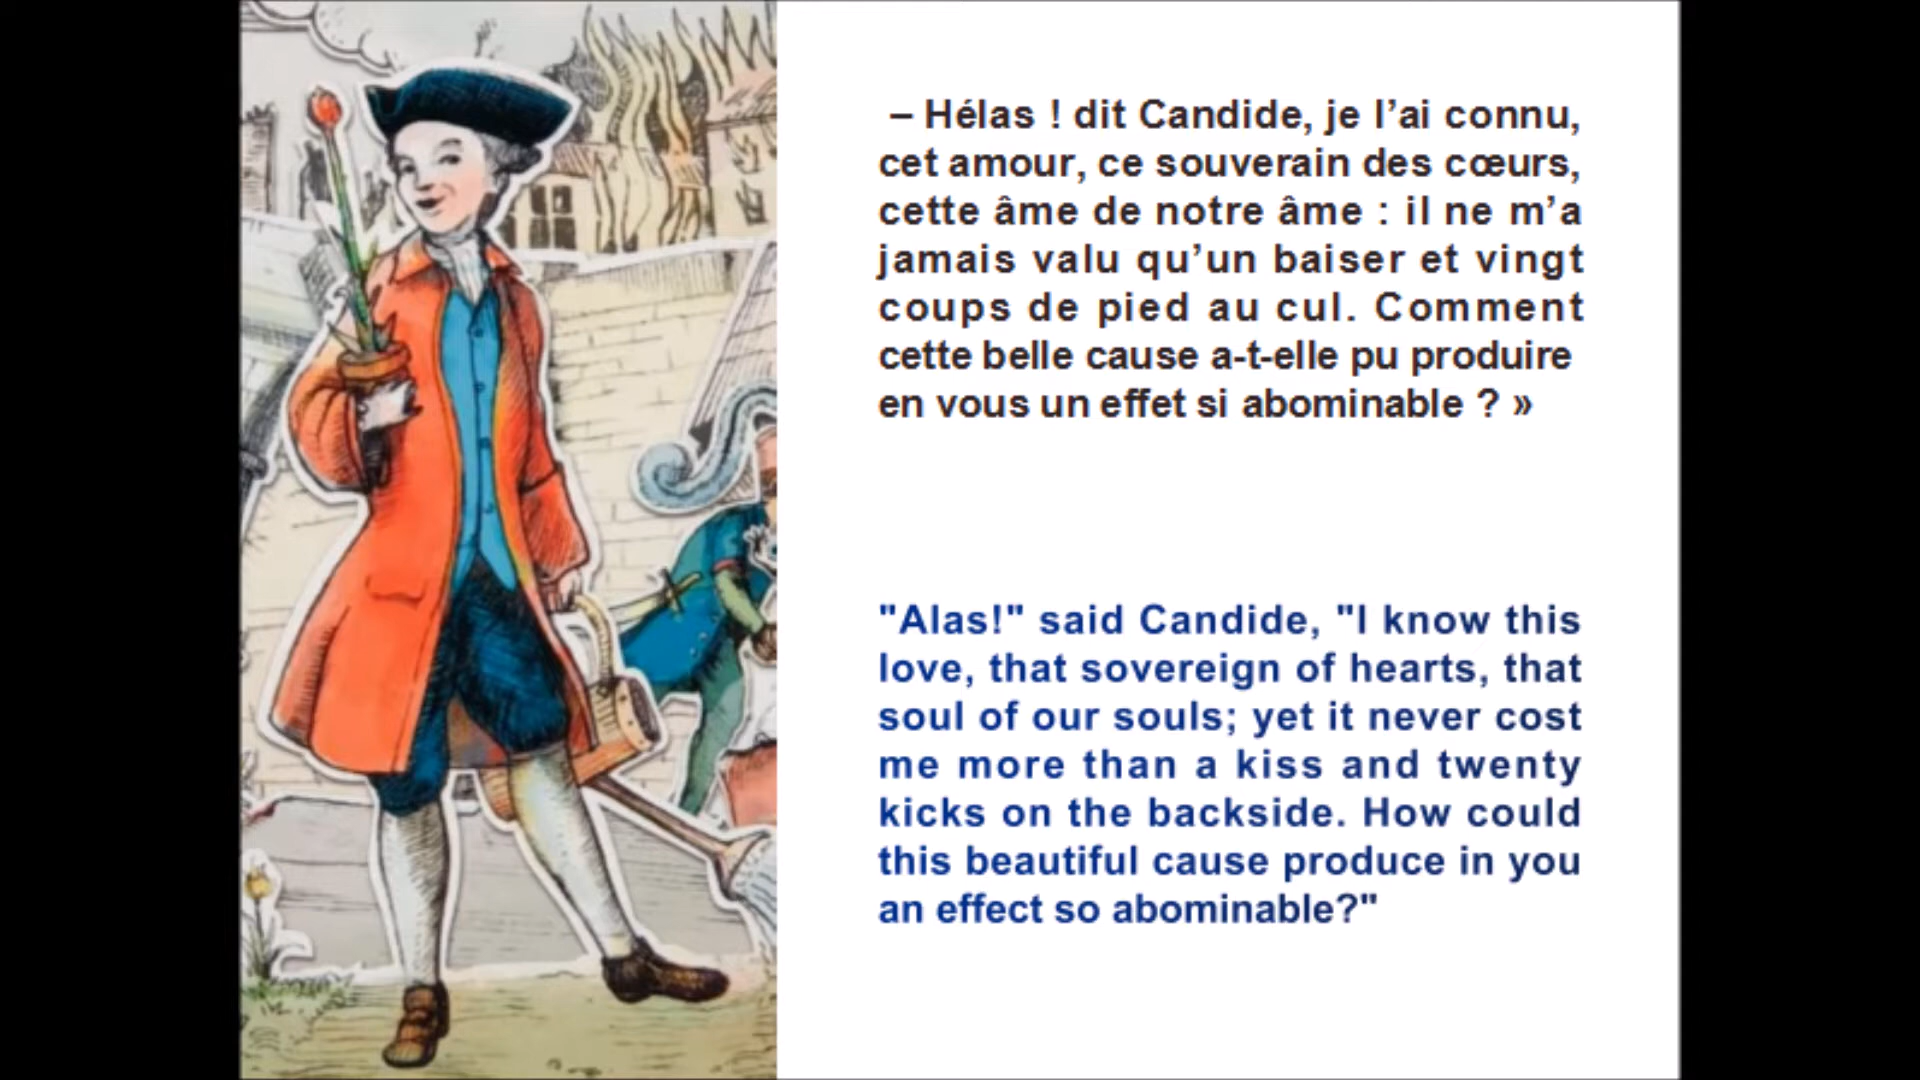 – Hélas ! dit Candide, je l’ai connu,
cet amour, ce souverain des cœurs,
cette âme de notre âme : il ne m’a
jamais valu qu’un baiser et vingt
coups de pied au cul. Comment
cette belle cause a-t-elle pu produire
en vous un effet si abominable ? »
"Alas!" said Candide, "I know this
love, that sovereign of hearts, that
soul of our souls; yet it never cost
me more than a kiss and twenty
kicks on the backside. How could
this beautiful cause produce in you
an effect so abominable?"